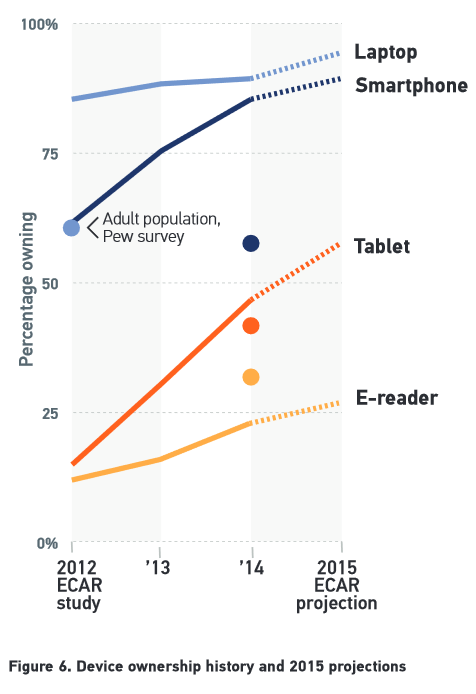 100%
Laptop
Smartphone
75
Adult population,
Pew survey
Percentage owning
Tablet
50
E-reader
25
0%
2012
ECAR
study
’13
’14
2015
ECAR
projection
Figure 6. Device ownership history and 2015 projections